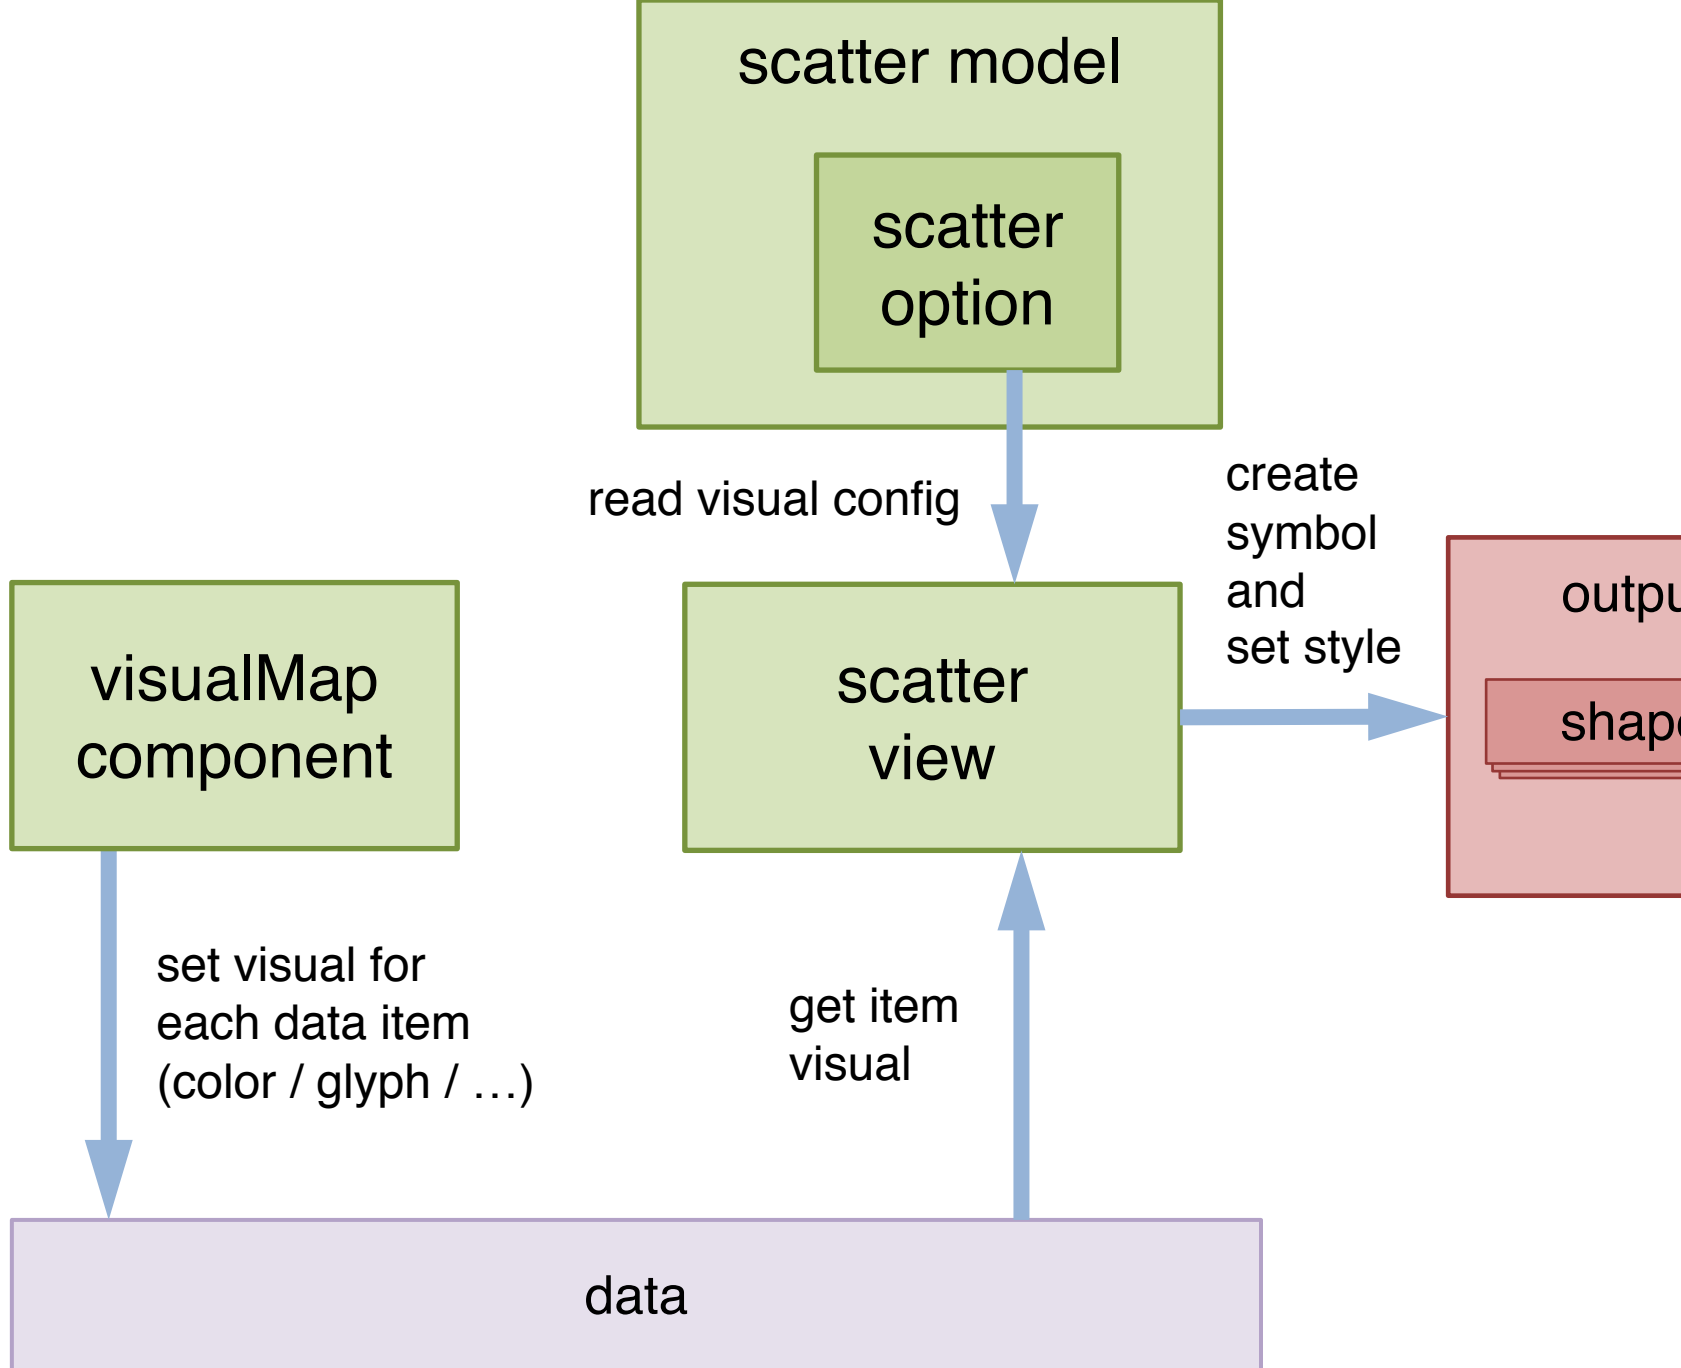 scatter model
scatter
option
read visual config
create
symbol
and
set style
visualMap
component
scatter
view
set visual for
each data item
(color / glyph / …)
get item
visual
data